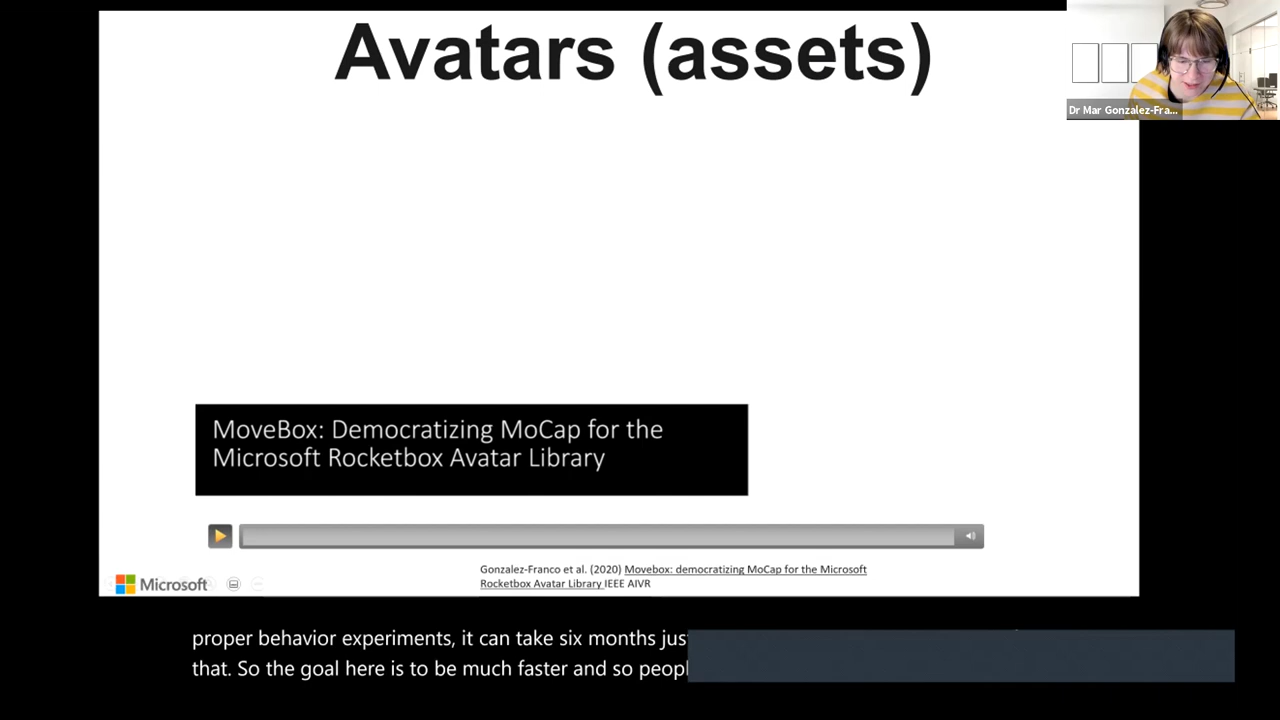 Avatars (assets)
Dr Mar Gonzalez-Fra...
MoveBox: Democratizing MoCap for the
Microsoft Rocketbox Avatar Library
Gonzalez-Franco et al. (2020) Movebox: democratizing MoCap for the Microsoft
Rocketbox Avatar Library IEEE AIVR
Microsoft
proper behavior experiments, it can take six months
that. So the goal here is to be much faster and so